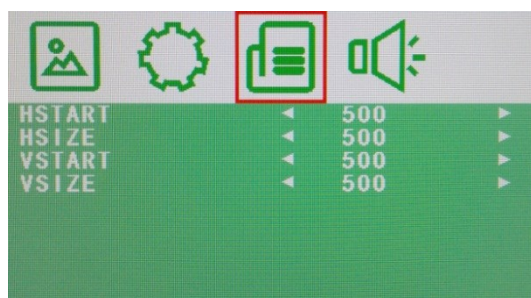 HSTART ◄ 500 ►
HSIZE ◄ 500 ►
VSTART ◄ 500 ►
VSIZE ◄ 500 ►